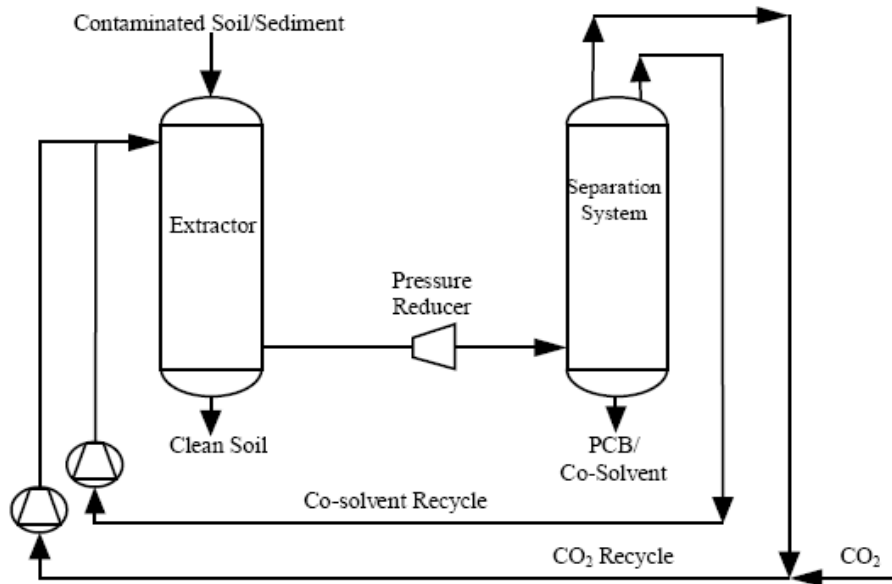 Contaminated Soil/Sediment
Separation
System
Extractor
Pressure
Reducer
Clean Soil
PCB/
Co-Solvent
Co-solvent Recycle
CO₂ Recycle
CO₂